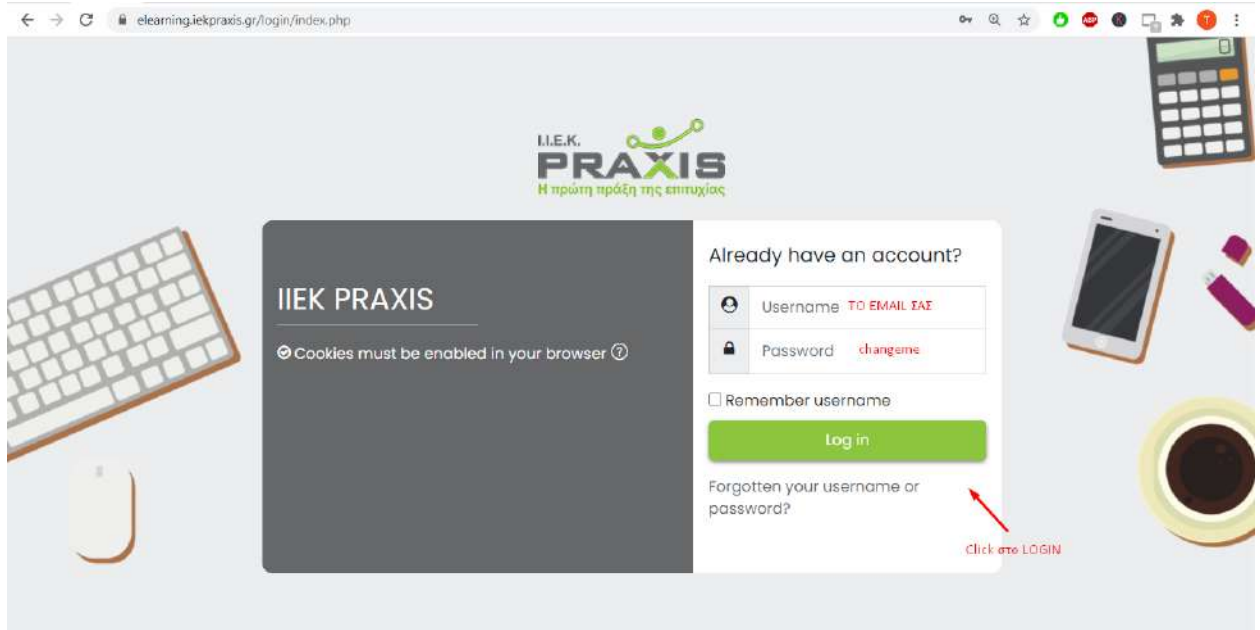 elearning.iekpraxis.gr/login/index.php
ABP
K
T
Ι.Ι.Ε.Κ.
PRAXIS
Η πρώτη πράξη της επιτυχίας
Already have an account?
IIEK PRAXIS
Username ΤΟ EMAIL ΣΑΣ
Cookies must be enabled in your browser
Password changeme
Remember username
Log in
Forgotten your username or
password?
Click στο LOGIN